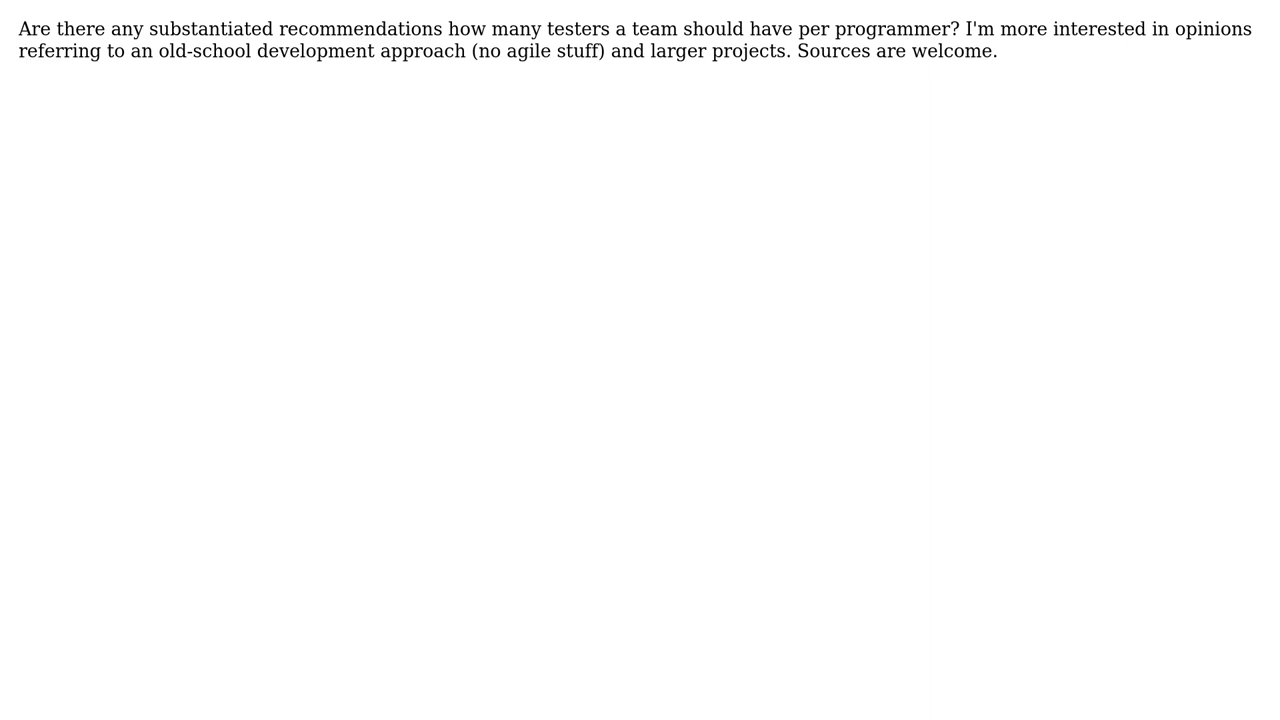 Are there any substantiated recommendations how many testers a team should have per programmer? I'm more interested in opinions
referring to an old-school development approach (no agile stuff) and larger projects. Sources are welcome.